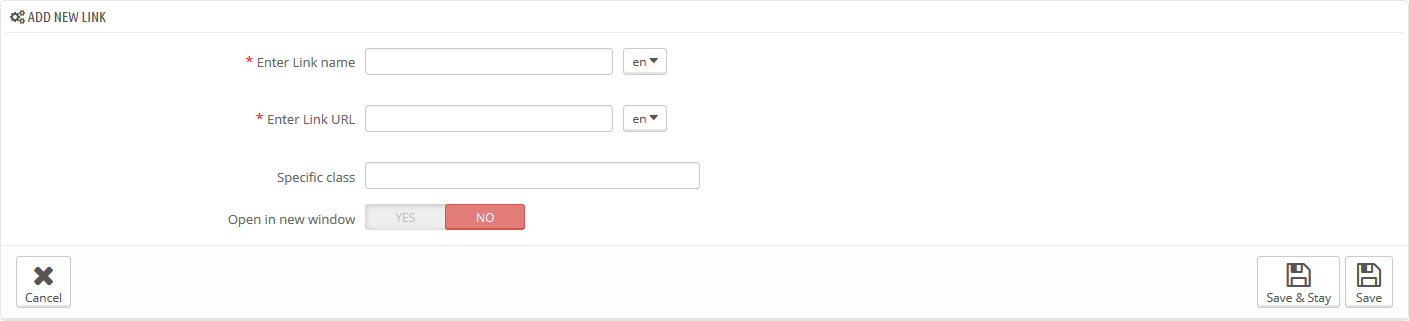 ADD NEW LINK
* Enter Link name en
* Enter Link URL en
Specific class
Open in new window YES NO
Cancel Save & Stay Save